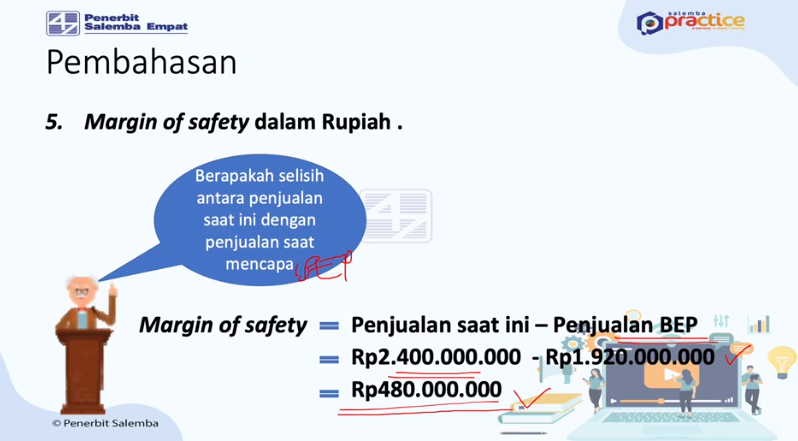 Penerbit
Salemba Empat
salemba
practice
Pembahasan
5. Margin of safety dalam Rupiah .
Berapakah selisih
antara penjualan
saat ini dengan
penjualan saat
mencapa
BEP
Margin of safety = Penjualan saat ini – Penjualan BEP
= Rp2.400.000.000 - Rp1.920.000.000
= Rp480.000.000
© Penerbit Salemba